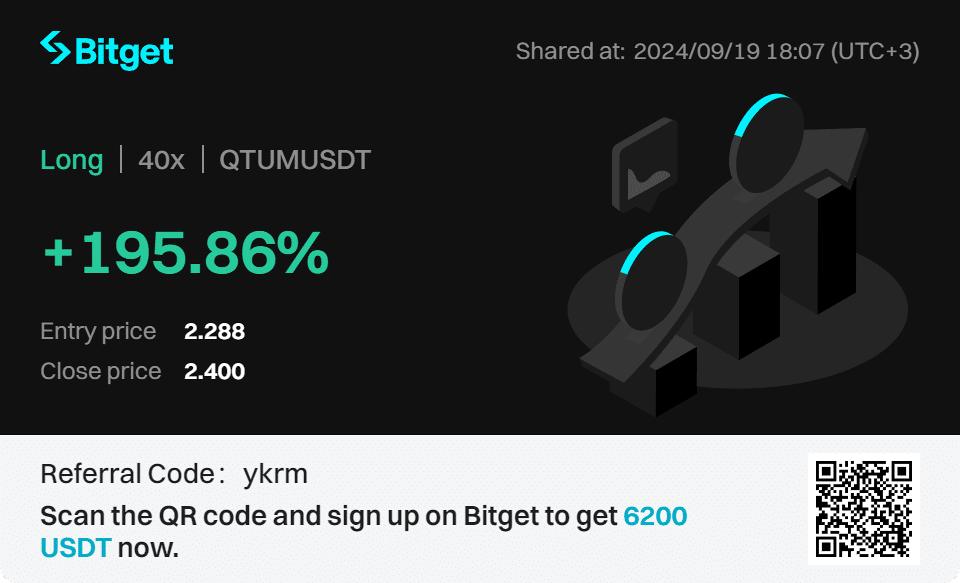 Bitget
Shared at: 2024/09/19 18:07 (UTC+3)
Long | 40x | QTUMUSDT
+195.86%
Entry price 2.288
Close price 2.400
Referral Code: ykrm
Scan the QR code and sign up on Bitget to get 6200
USDT now.